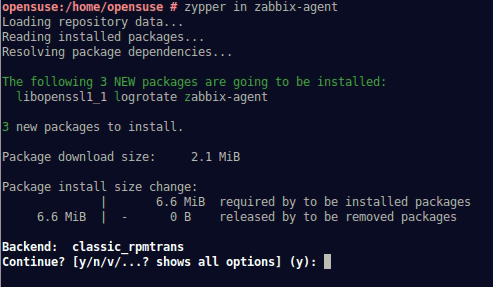 opensuse:/home/opensuse # zypper in zabbix-agent
Loading repository data...
Reading installed packages...
Resolving package dependencies...
The following 3 NEW packages are going to be installed:
libopenssl1_1 logrotate zabbix-agent
3 new packages to install.
Package download size:     2.1 MiB
Package install size change:
|       6.6 MiB  required by to be installed packages
6.6 MiB  |  -      0 B    released by to be removed packages
Backend:  classic_rpmtrans
Continue? [y/n/v/...? shows all options] (y):